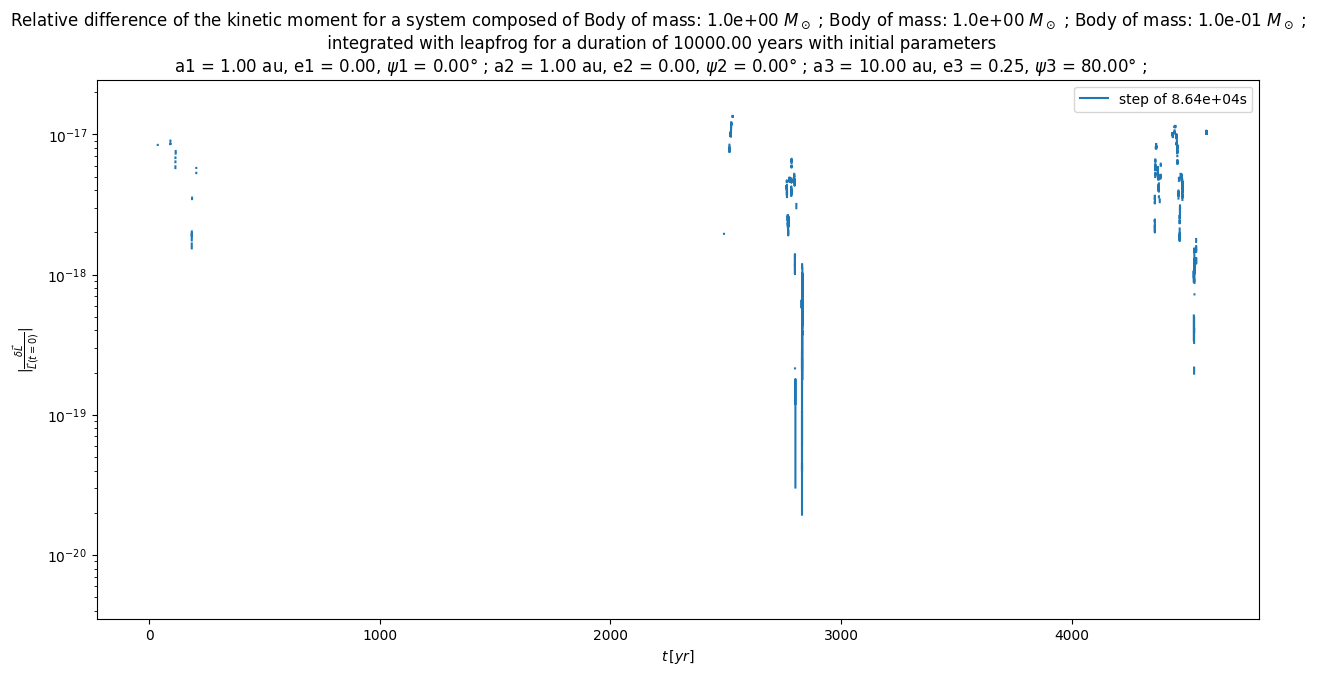 Relative difference of the kinetic moment for a system composed of Body of mass: 1.0e+00 $M_\odot$ ; Body of mass: 1.0e+00 $M_\odot$ ; Body of mass: 1.0e-01 $M_\odot$ ;
integrated with leapfrog for a duration of 10000.00 years with initial parameters
a1 = 1.00 au, e1 = 0.00, ψ1 = 0.00° ; a2 = 1.00 au, e2 = 0.00, ψ2 = 0.00° ; a3 = 10.00 au, e3 = 0.25, ψ3 = 80.00° ;
step of 8.64e+04s
$10^{-17}$
$10^{-18}$
$10^{-19}$
$10^{-20}$
$|\frac{\delta \vec{L}}{\vec{L}(t=0)}|$
0 1000 2000 3000 4000
t [yr]